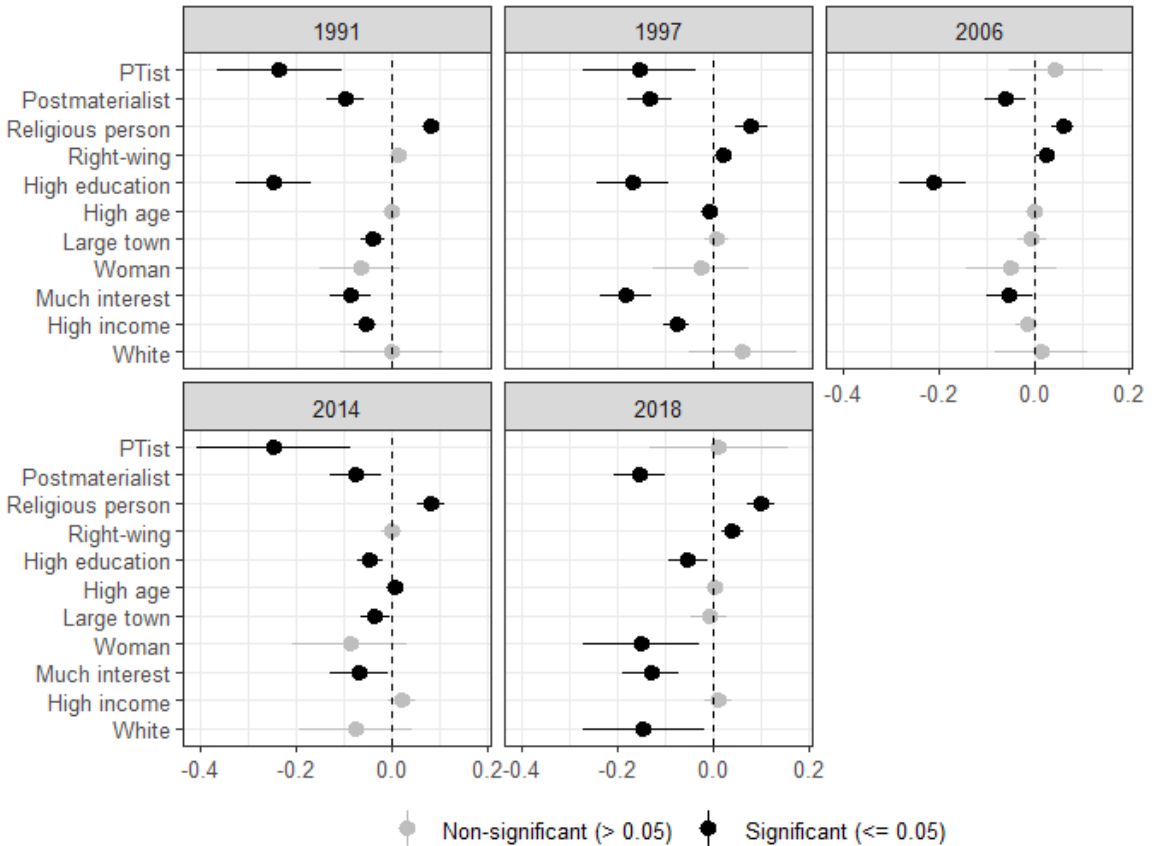 1991 1997 2006
PTist
Postmaterialist
Religious person
Right-wing
High education
High age
Large town
Woman
Much interest
High income
White
-0.4 -0.2 0.0 0.2
2014 2018
PTist
Postmaterialist
Religious person
Right-wing
High education
High age
Large town
Woman
Much interest
High income
White
-0.4 -0.2 0.0 0.2 -0.4 -0.2 0.0 0.2
Non-significant (> 0.05) Significant (<= 0.05)